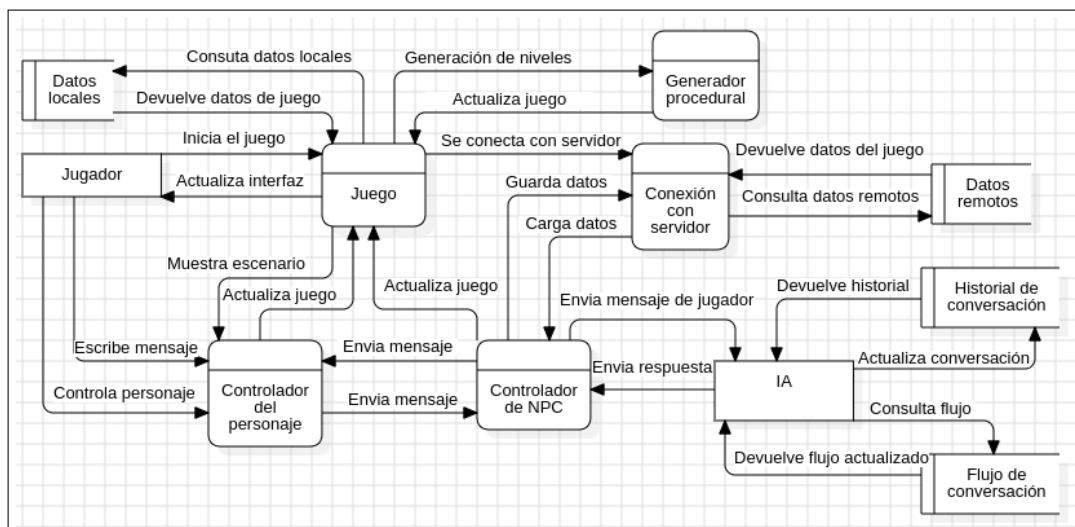 Consuta datos locales
Generación de niveles
Datos
locales
Generador
procedural
Devuelve datos de juego
Actualiza juego
Inicia el juego
Se conecta con servidor
Devuelve datos del juego
Jugador
Actualiza interfaz
Juego
Guarda datos
Conexión
con
servidor
Consulta datos remotos
Datos
remotos
Carga datos
Muestra escenario
Actualiza juego
Actualiza juego
Envia mensaje de jugador
Devuelve historial
Historial de
conversación
Escribe mensaje
Envia mensaje
Envia respuesta
Actualiza conversación
Controla personaje
Controlador
del
personaje
Envia mensaje
Controlador
de NPC
IA
Consulta flujo
Devuelve flujo actualizado
Flujo de
conversación